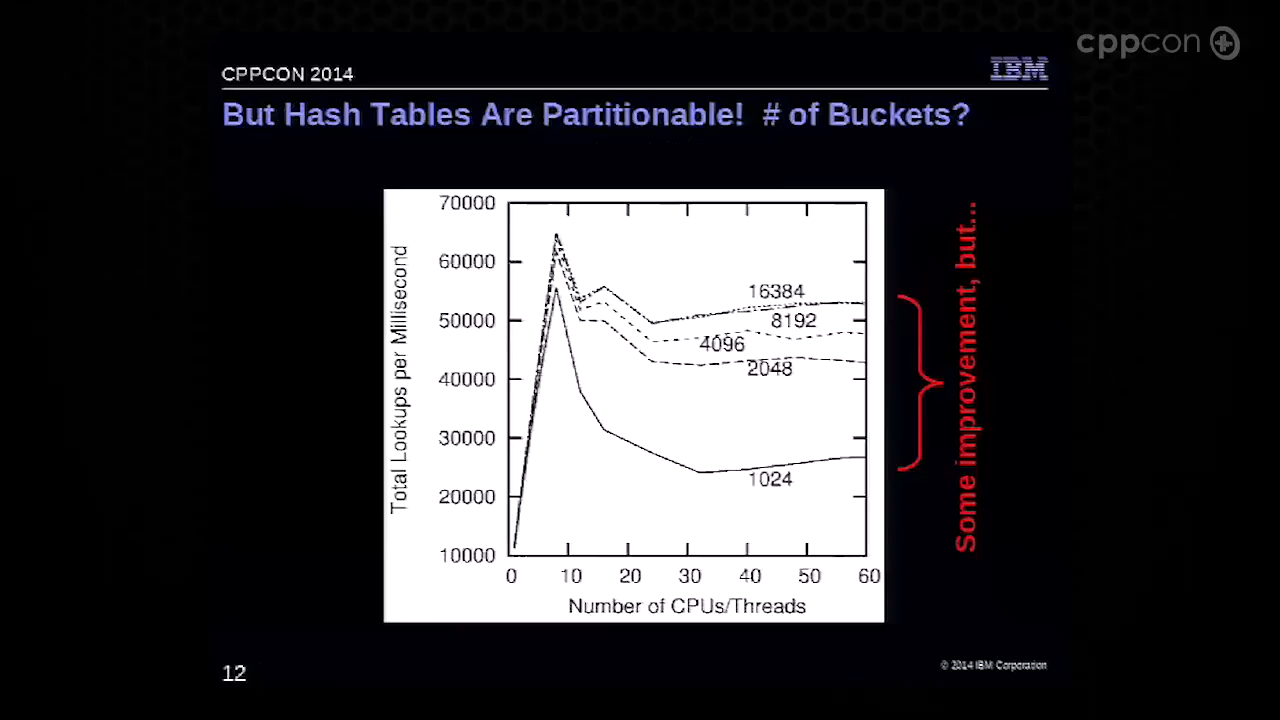 cppcon
CPPCON 2014
IBM
But Hash Tables Are Partitionable! # of Buckets?
70000
60000
50000
40000
30000
20000
10000
Total Lookups per Millisecond
16384
8192
4096
2048
1024
0 10 20 30 40 50 60
Number of CPUs/Threads
Some improvement, but...
12
© 2014 IBM Corporation